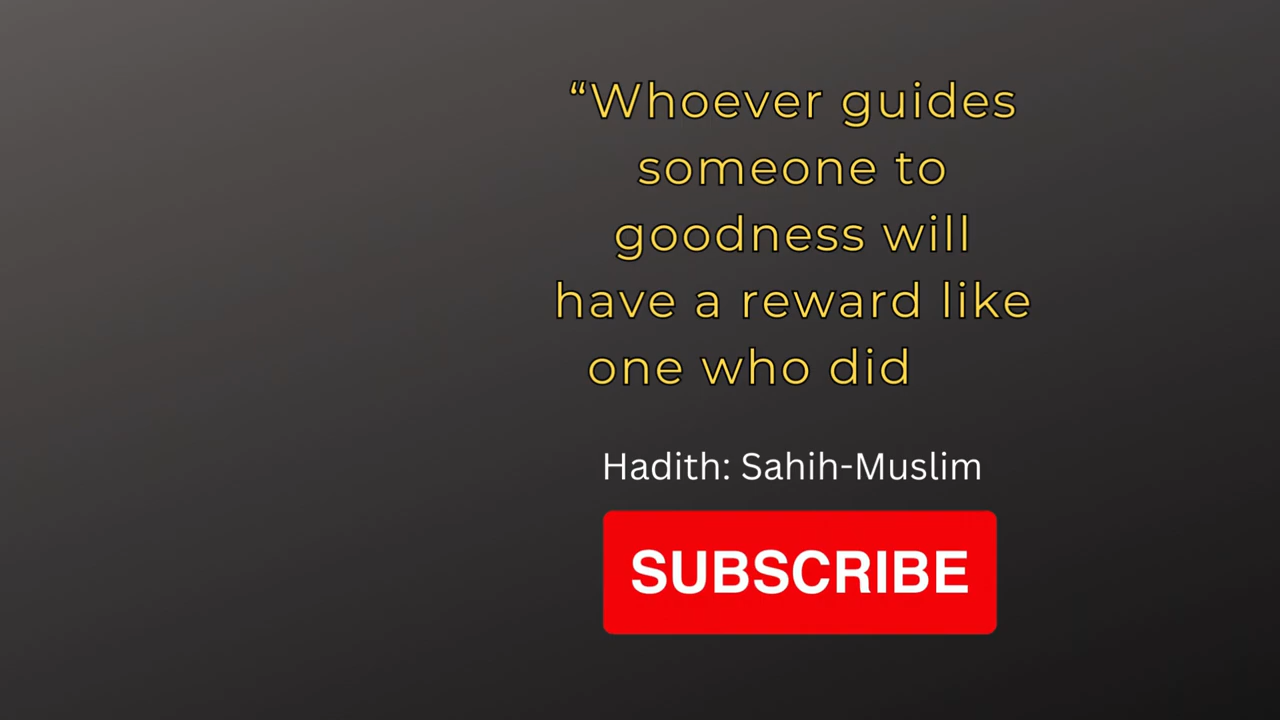 “Whoever guides
someone to
goodness will
have a reward like
one who did
Hadith: Sahih-Muslim
SUBSCRIBE